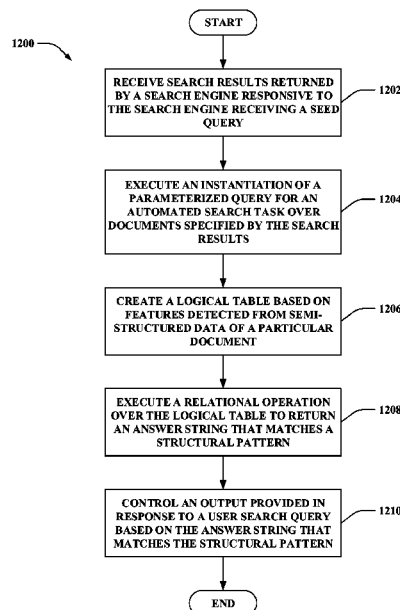 START
1200
RECEIVE SEARCH RESULTS RETURNED
BY A SEARCH ENGINE RESPONSIVE TO
THE SEARCH ENGINE RECEIVING A SEED
QUERY
1202
EXECUTE AN INSTANTIATION OF A
PARAMETERIZED QUERY FOR AN
AUTOMATED SEARCH TASK OVER
DOCUMENTS SPECIFIED BY THE SEARCH
RESULTS
1204
CREATE A LOGICAL TABLE BASED ON
FEATURES DETECTED FROM SEMI-
STRUCTURED DATA OF A PARTICULAR
DOCUMENT
1206
EXECUTE A RELATIONAL OPERATION
OVER THE LOGICAL TABLE TO RETURN
AN ANSWER STRING THAT MATCHES A
STRUCTURAL PATTERN
1208
CONTROL AN OUTPUT PROVIDED IN
RESPONSE TO A USER SEARCH QUERY
BASED ON THE ANSWER STRING THAT
MATCHES THE STRUCTURAL PATTERN
1210
END